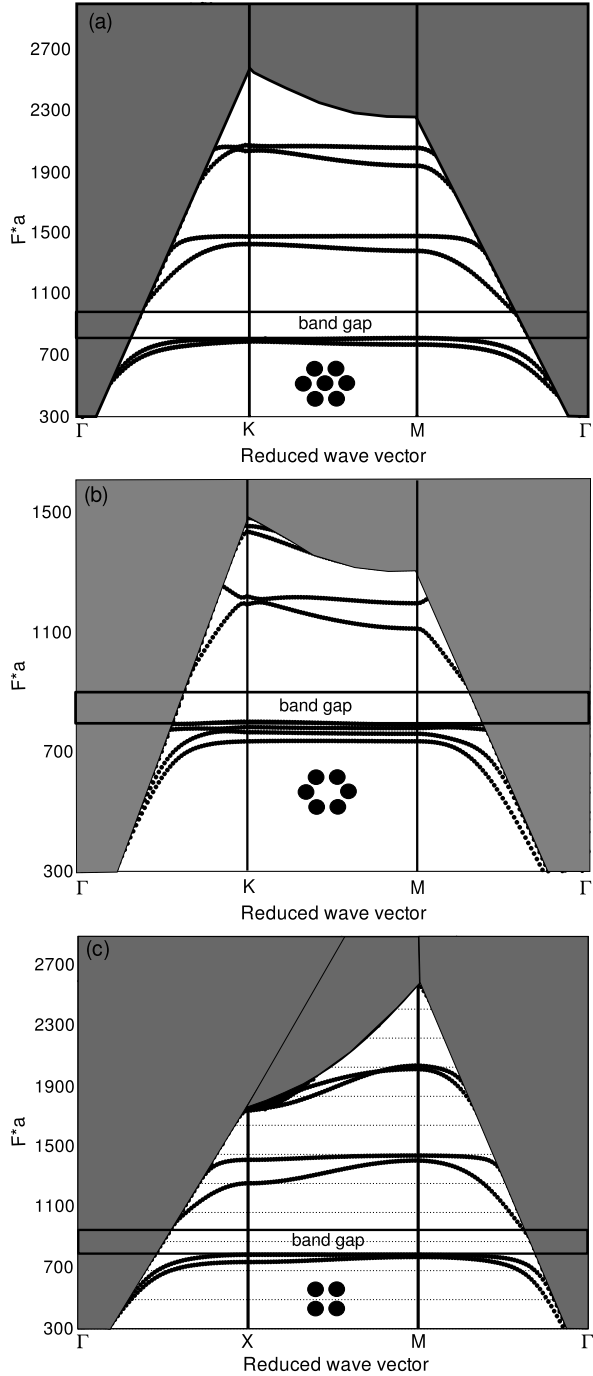 (a)
2700
2300
1900
1500
1100
700
300
F*a
band gap
Γ K M Γ
Reduced wave vector
(b)
1500
1100
700
300
F*a
band gap
Γ K M Γ
Reduced wave vector
(c)
2700
2300
1900
1500
1100
700
300
F*a
band gap
Γ X M Γ
Reduced wave vector